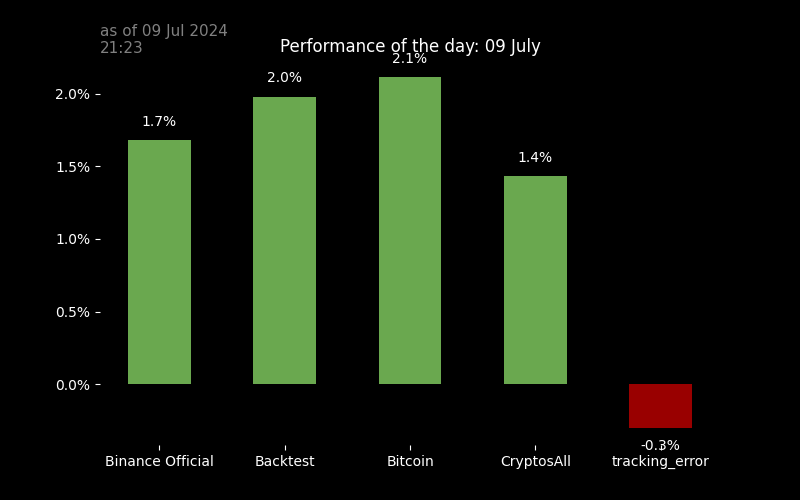 as of 09 Jul 2024
21:23
Performance of the day: 09 July
2.1%
2.0%
1.7%
1.4%
-0.3%
2.0%
1.5%
1.0%
0.5%
0.0%
Binance Official
Backtest
Bitcoin
CryptosAll
tracking_error